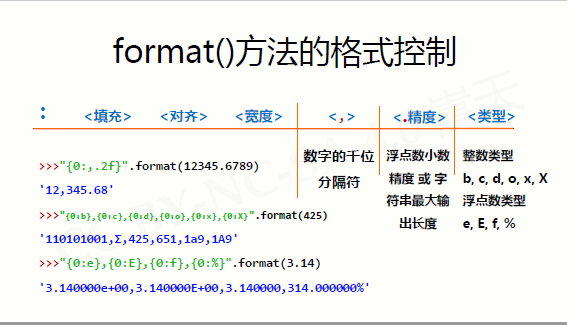 format()方法的格式控制
: <填充> <对齐> <宽度> <,> <.精度> <类型>
数字的千位
分隔符
浮点数小数
精度 或 字
符串最大输
出长度
整数类型
b, c, d, o, x, X
浮点数类型
e, E, f, %
>>>"{0:,.2f}".format(12345.6789)
'12,345.68'
>>>"{0:b},{0:c},{0:d},{0:o},{0:x},{0:X}".format(425)
'110101001,Σ,425,651,1a9,1A9'
>>>"{0:e},{0:E},{0:f},{0:%}".format(3.14)
'3.140000e+00,3.140000E+00,3.140000,314.000000%'